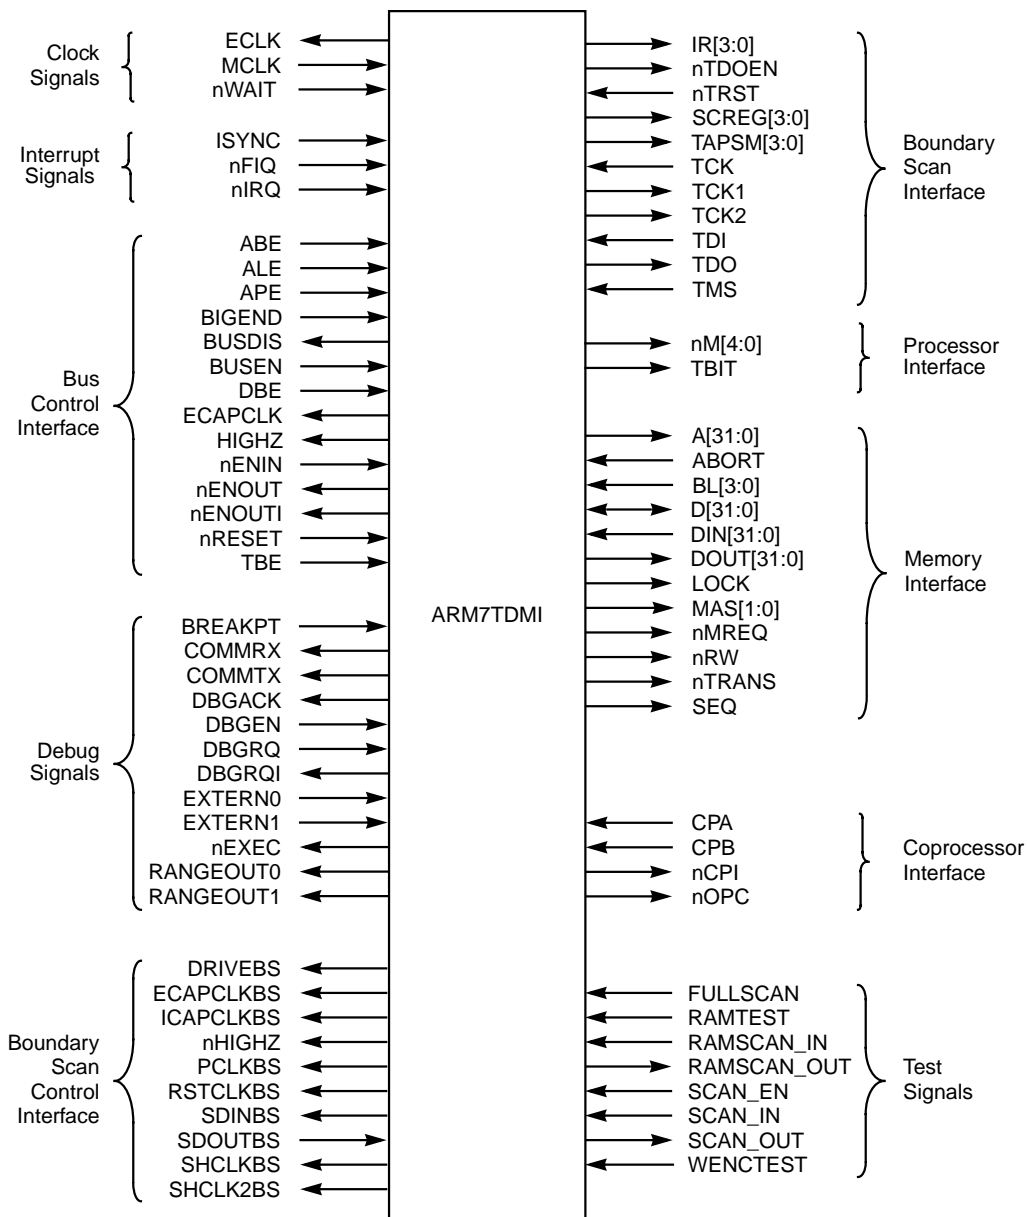 Clock
Signals
ECLK
MCLK
nWAIT
Interrupt
Signals
ISYNC
nFIQ
nIRQ
Bus
Control
Interface
ABE
ALE
APE
BIGEND
BUSDIS
BUSEN
DBE
ECAPCLK
HIGHZ
nENIN
nENOUT
nENOUTI
nRESET
TBE
Debug
Signals
BREAKPT
COMMRX
COMMTX
DBGACK
DBGEN
DBGRQ
DBGRQI
EXTERN0
EXTERN1
nEXEC
RANGEOUT0
RANGEOUT1
Boundary
Scan
Control
Interface
DRIVEBS
ECAPCLKBS
ICAPCLKBS
nHIGHZ
PCLKBS
RSTCLKBS
SDINBS
SDOUTBS
SHCLKBS
SHCLK2BS
ARM7TDMI
IR[3:0]
nTDOEN
nTRST
SCREG[3:0]
TAPSM[3:0]
TCK
TCK1
TCK2
TDI
TDO
TMS
Boundary
Scan
Interface
nM[4:0]
TBIT
Processor
Interface
A[31:0]
ABORT
BL[3:0]
D[31:0]
DIN[31:0]
DOUT[31:0]
LOCK
MAS[1:0]
nMREQ
nRW
nTRANS
SEQ
Memory
Interface
CPA
CPB
nCPI
nOPC
Coprocessor
Interface
FULLSCAN
RAMTEST
RAMSCAN_IN
RAMSCAN_OUT
SCAN_EN
SCAN_IN
SCAN_OUT
WENCTEST
Test
Signals